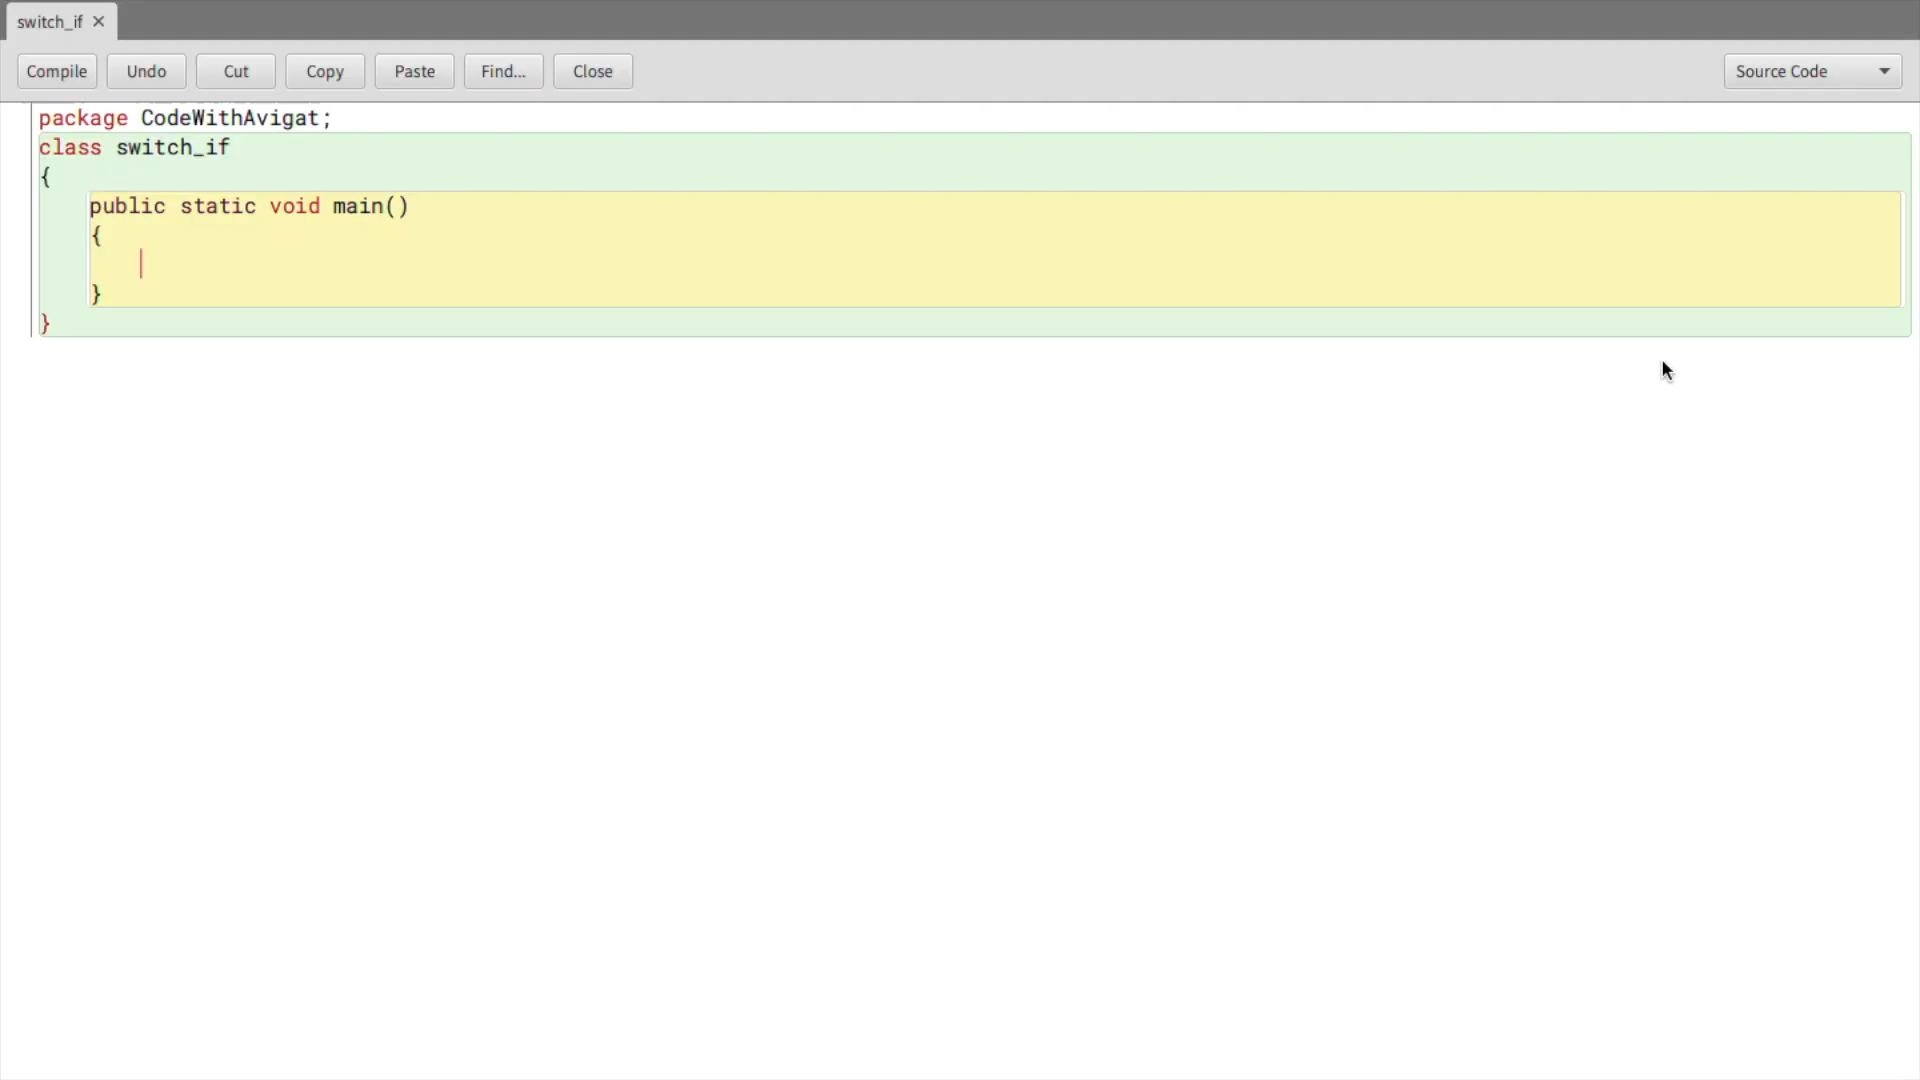 switch_if ×
Compile Undo Cut Copy Paste Find... Close Source Code
package CodeWithAvigat;
class switch_if
{
public static void main()
{
}
}